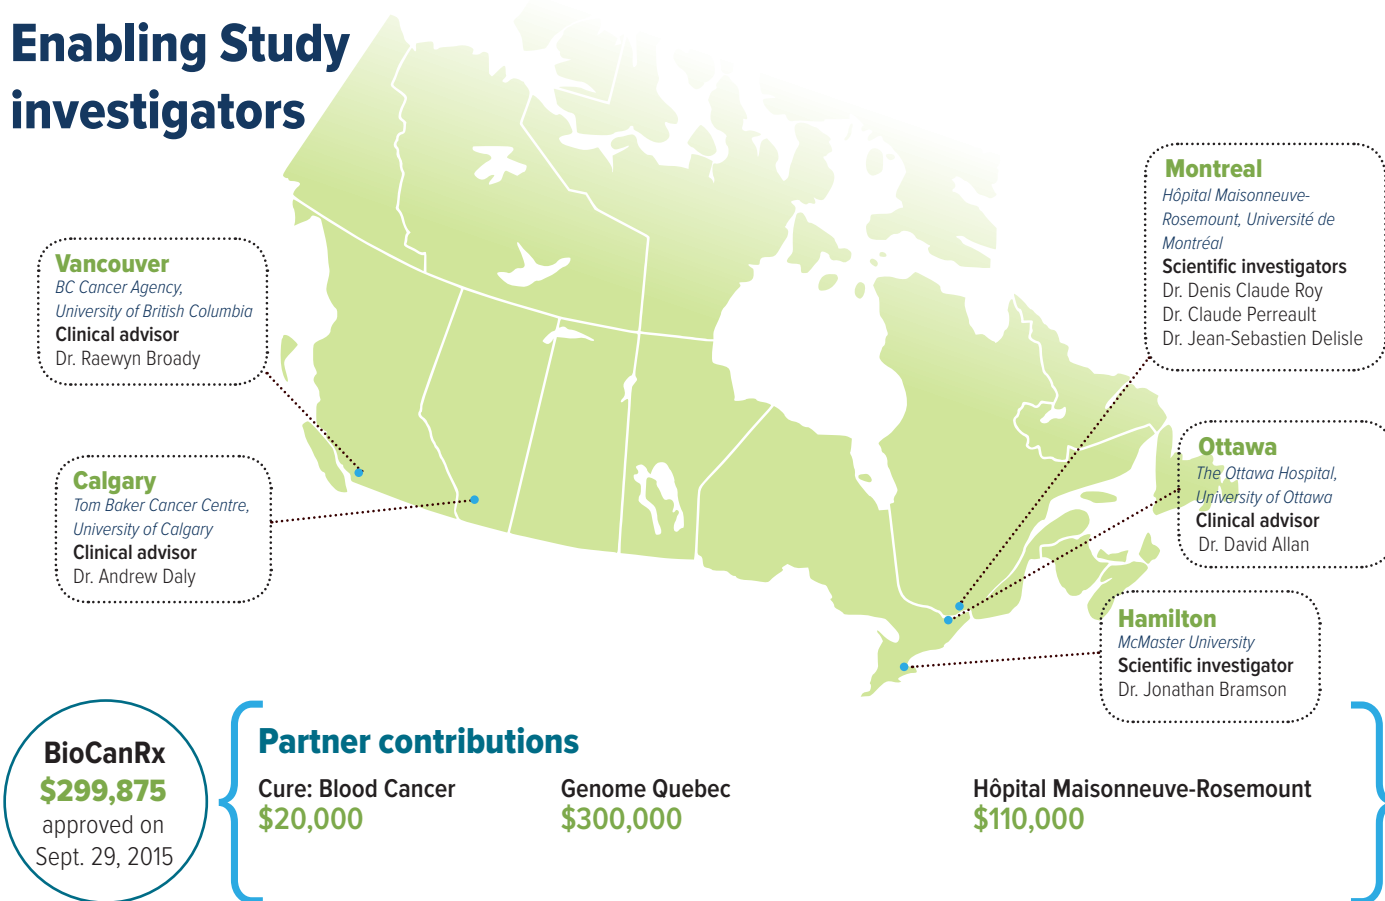 Enabling Study
investigators
Vancouver
BC Cancer Agency,
University of British Columbia
Clinical advisor
Dr. Raewyn Broady
Calgary
Tom Baker Cancer Centre,
University of Calgary
Clinical advisor
Dr. Andrew Daly
Montreal
Hôpital Maisonneuve-
Rosemount, Université de
Montréal
Scientific investigators
Dr. Denis Claude Roy
Dr. Claude Perreault
Dr. Jean-Sebastien Delisle
Ottawa
The Ottawa Hospital,
University of Ottawa
Clinical advisor
Dr. David Allan
Hamilton
McMaster University
Scientific investigator
Dr. Jonathan Bramson
BioCanRx
$299,875
approved on
Sept. 29, 2015
Partner contributions
Cure: Blood Cancer
$20,000
Genome Quebec
$300,000
Hôpital Maisonneuve-Rosemount
$110,000